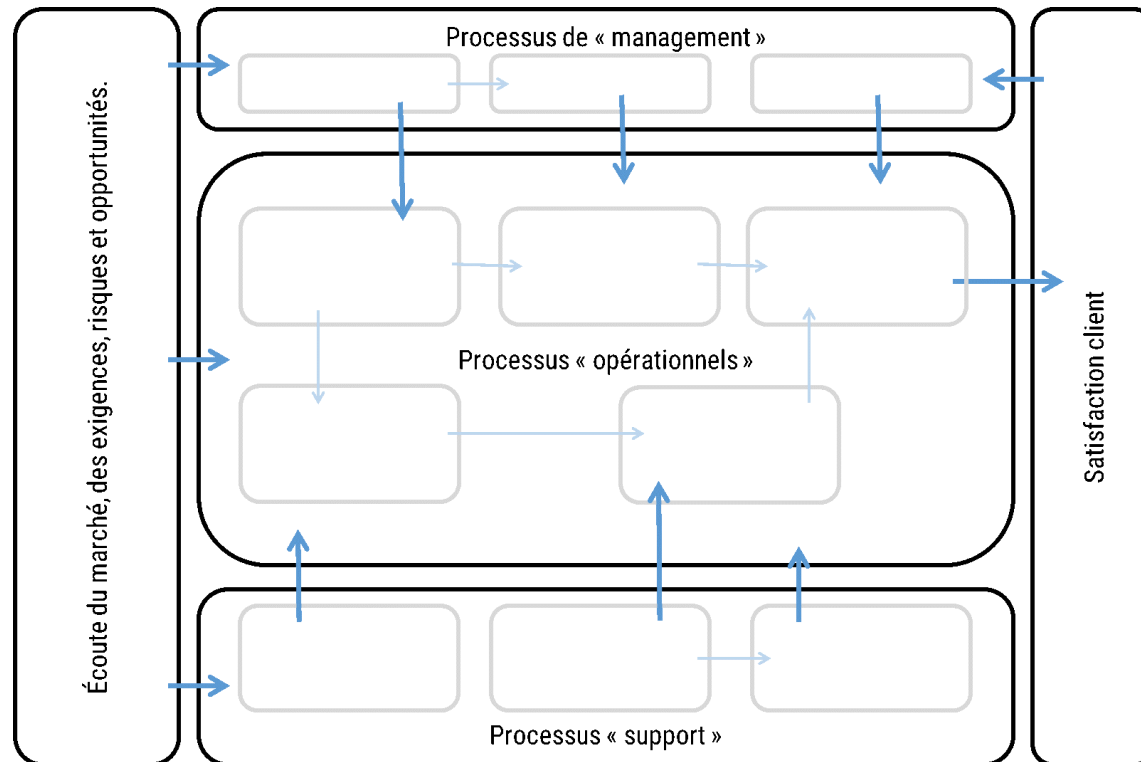 Processus de « management »
Écoute du marché, des exigences, risques et opportunités.
Processus « opérationnels »
Satisfaction client
Processus « support »